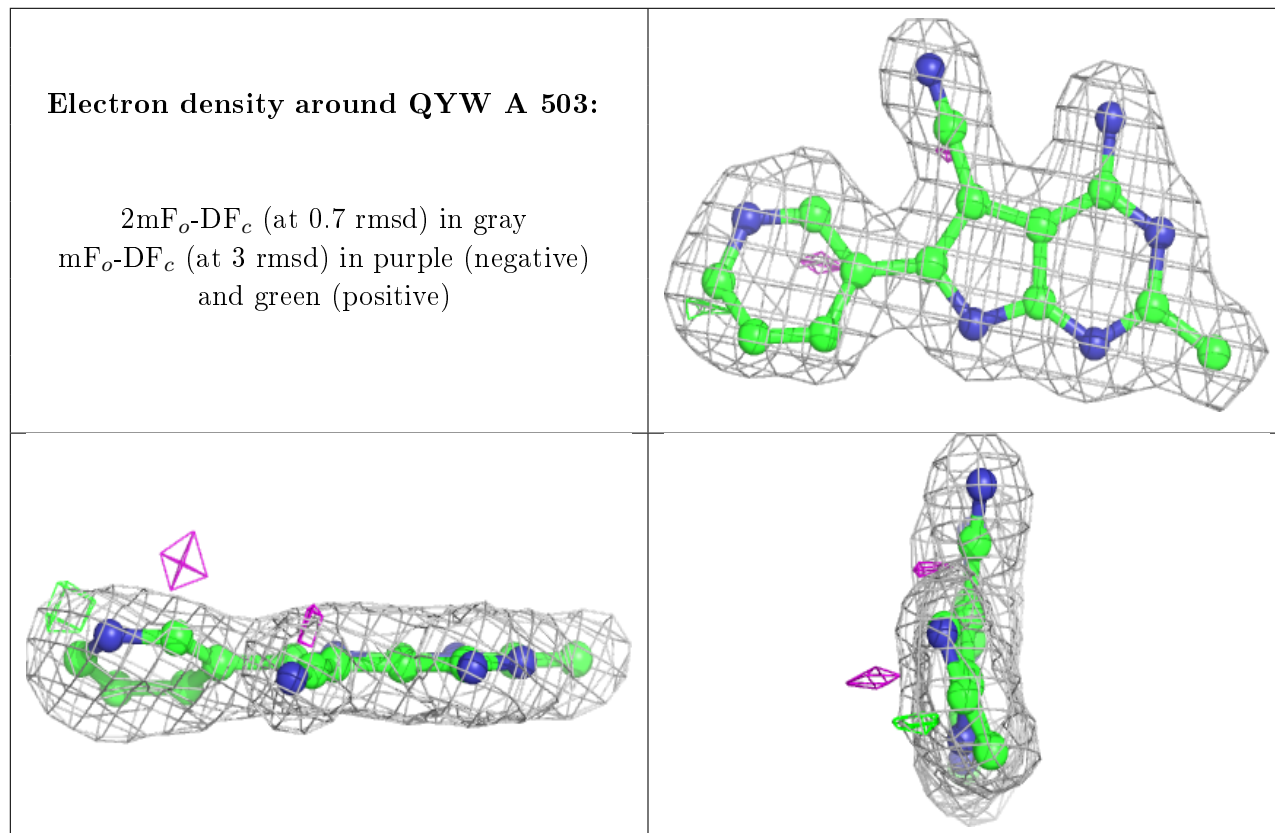 Electron density around QYW A 503:
2mFₒ-DF𝒸 (at 0.7 rmsd) in gray
mFₒ-DF𝒸 (at 3 rmsd) in purple (negative)
and green (positive)